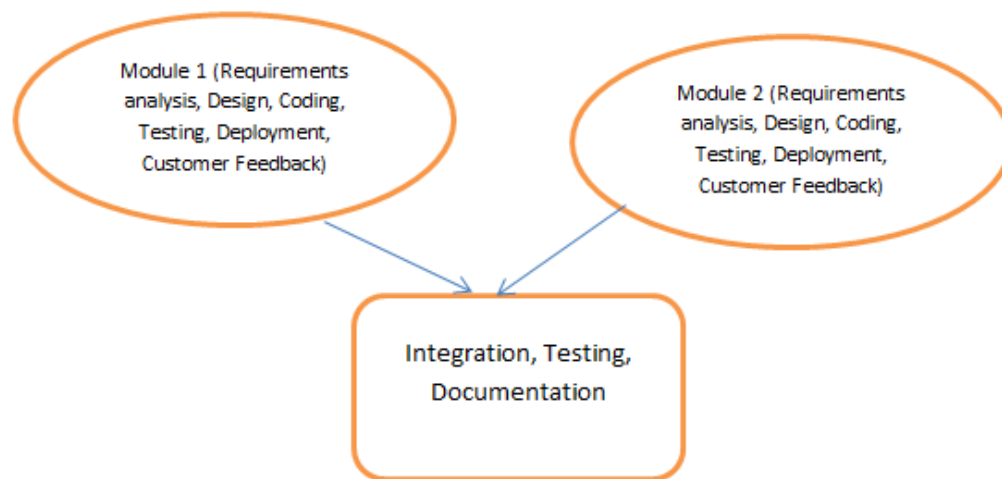 Module 1 (Requirements
analysis, Design, Coding,
Testing, Deployment,
Customer Feedback)
Module 2 (Requirements
analysis, Design, Coding,
Testing, Deployment,
Customer Feedback)
Integration, Testing,
Documentation